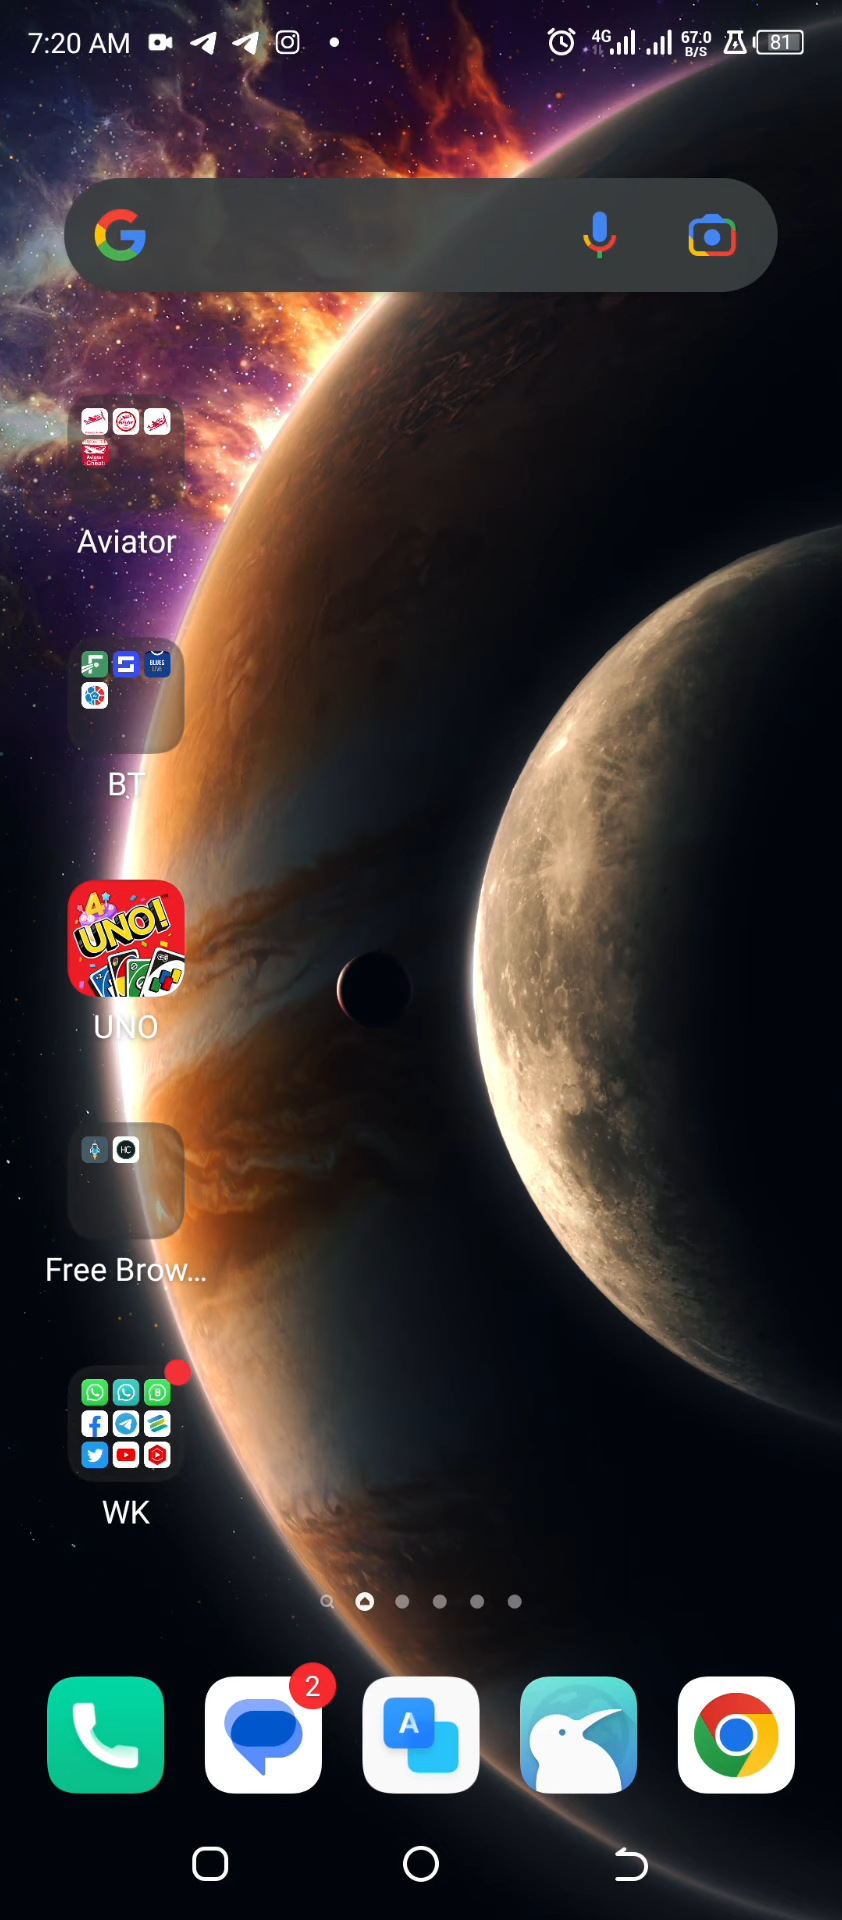 7:20 AM 4G 67.0 B/S 81
Aviator
BT
UNO!
UNO
Free Brow...
WK
2
A